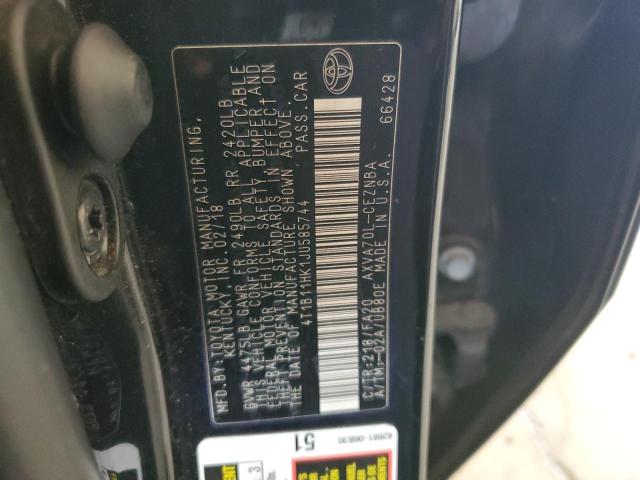 MFD.BY:TOYOTA MOTOR MANUFACTURING,
KENTUCKY, INC. 02/18
GVWR 4475LB GAWR FR 2490LB RR 2420LB
THIS VEHICLE CONFORMS TO ALL APPLICABLE
FEDERAL MOTOR VEHICLE SAFETY, BUMPER, AND
THEFT PREVENTION STANDARDS IN EFFECT ON
THE DATE OF MANUFACTURE SHOWN ABOVE.
4T1B11HK1JU585744 PASS.CAR
C/TR:218/FA20 AXVA70L-CEZNBA
A/TM:-02A/UB80E MADE IN U.S.A.
66428
51
42661-06830